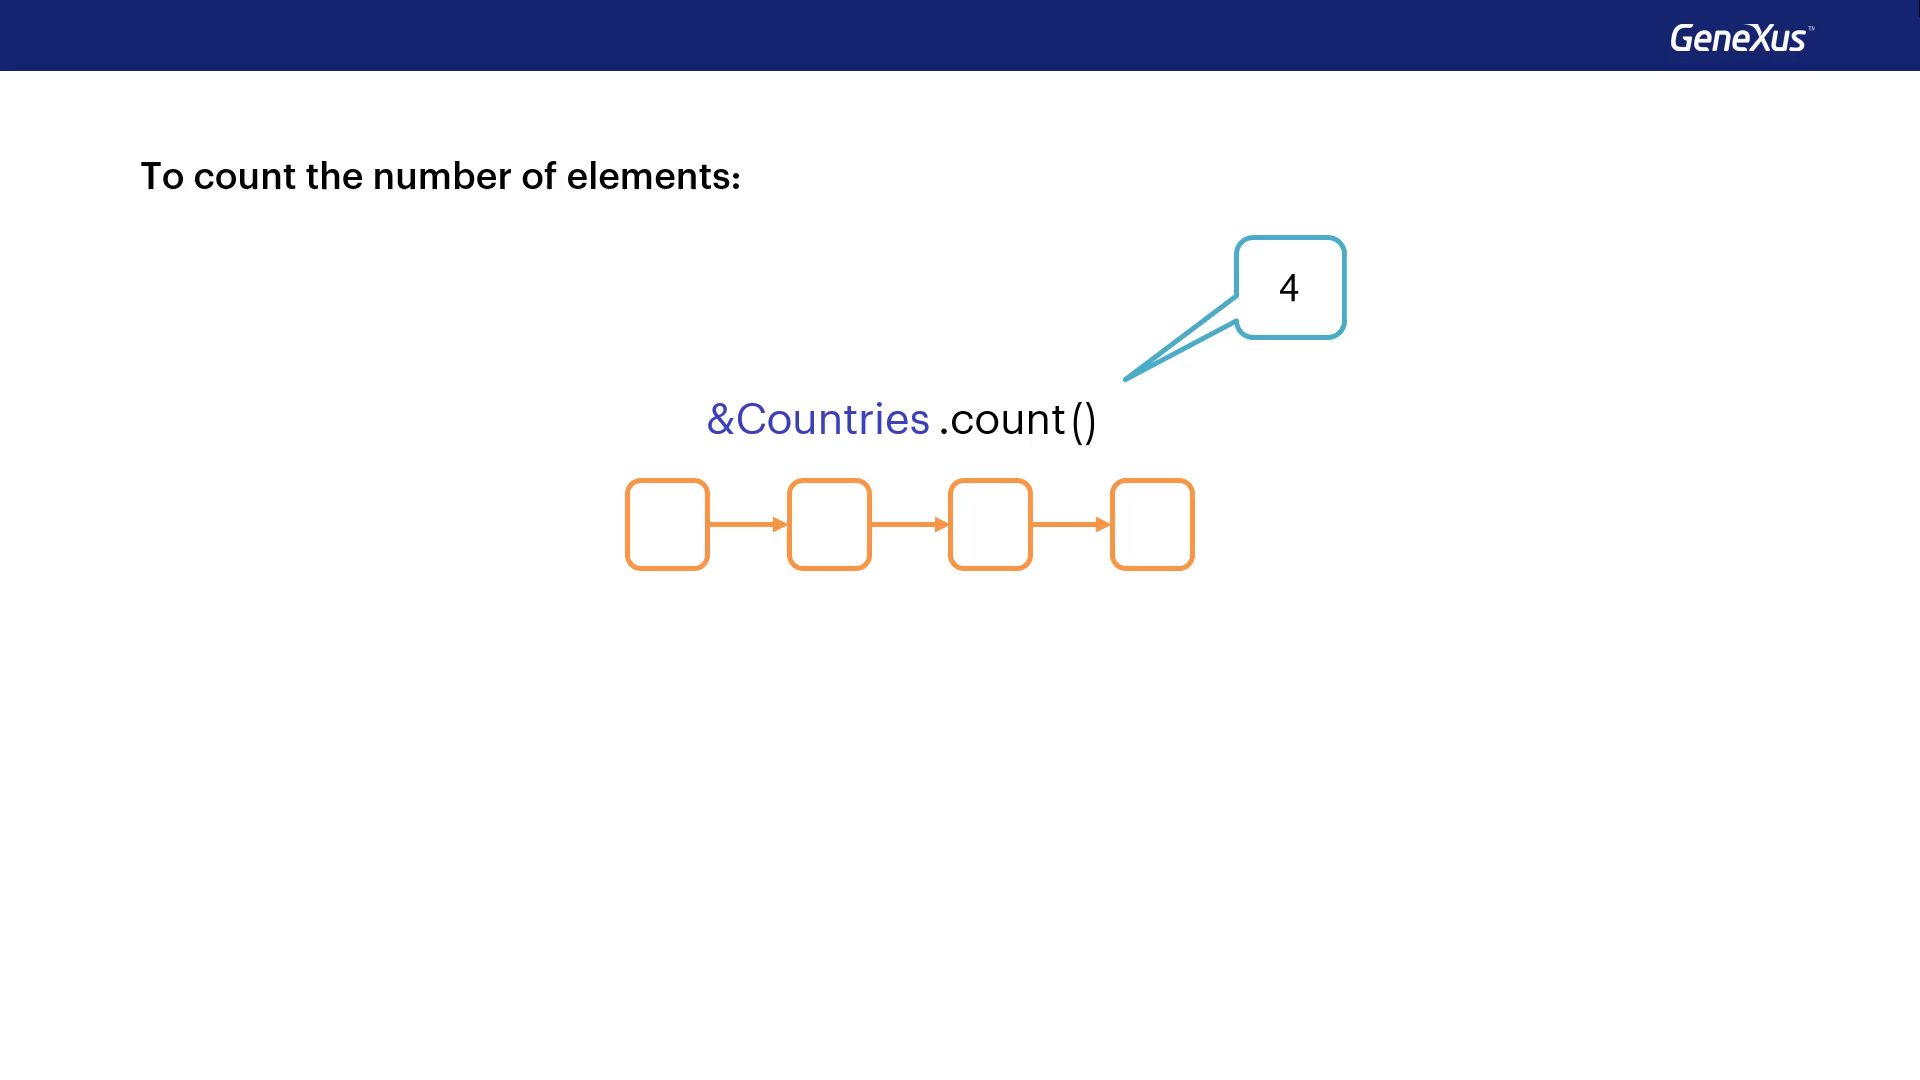 GeneXus™
To count the number of elements:
4
&Countries .count()